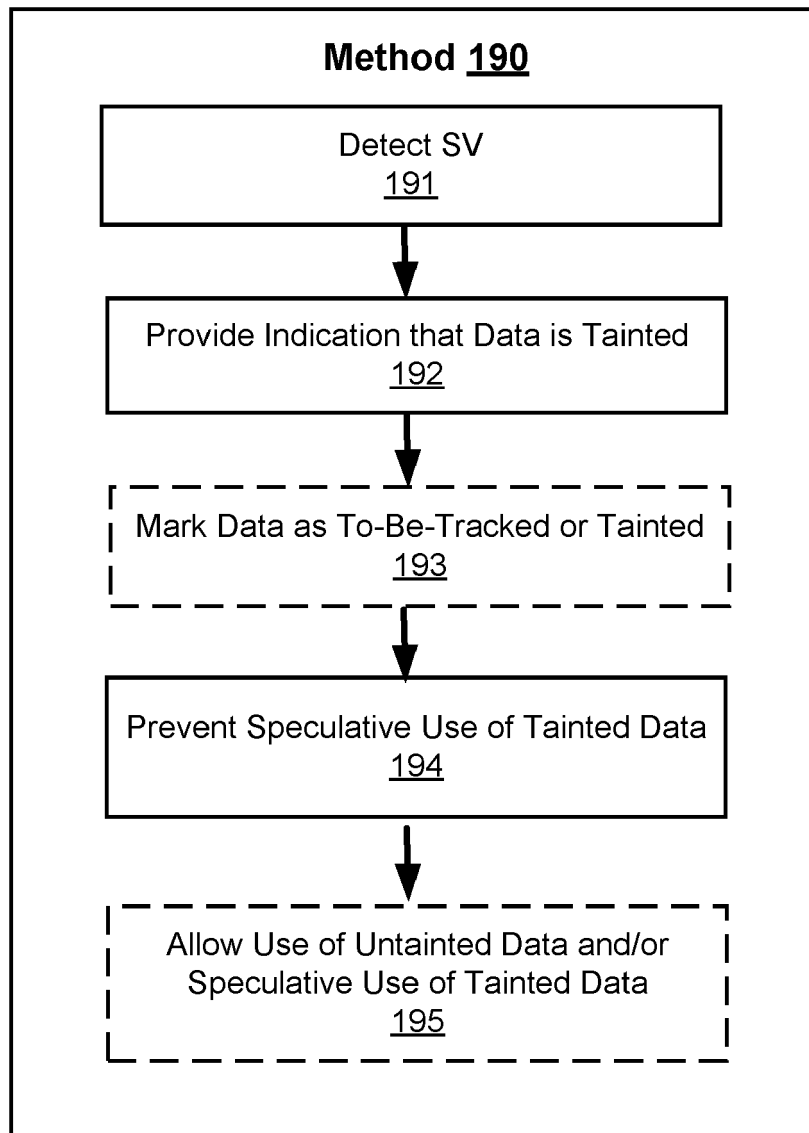 Method 190
Detect SV
191
Provide Indication that Data is Tainted
192
Mark Data as To-Be-Tracked or Tainted
193
Prevent Speculative Use of Tainted Data
194
Allow Use of Untainted Data and/or
Speculative Use of Tainted Data
195